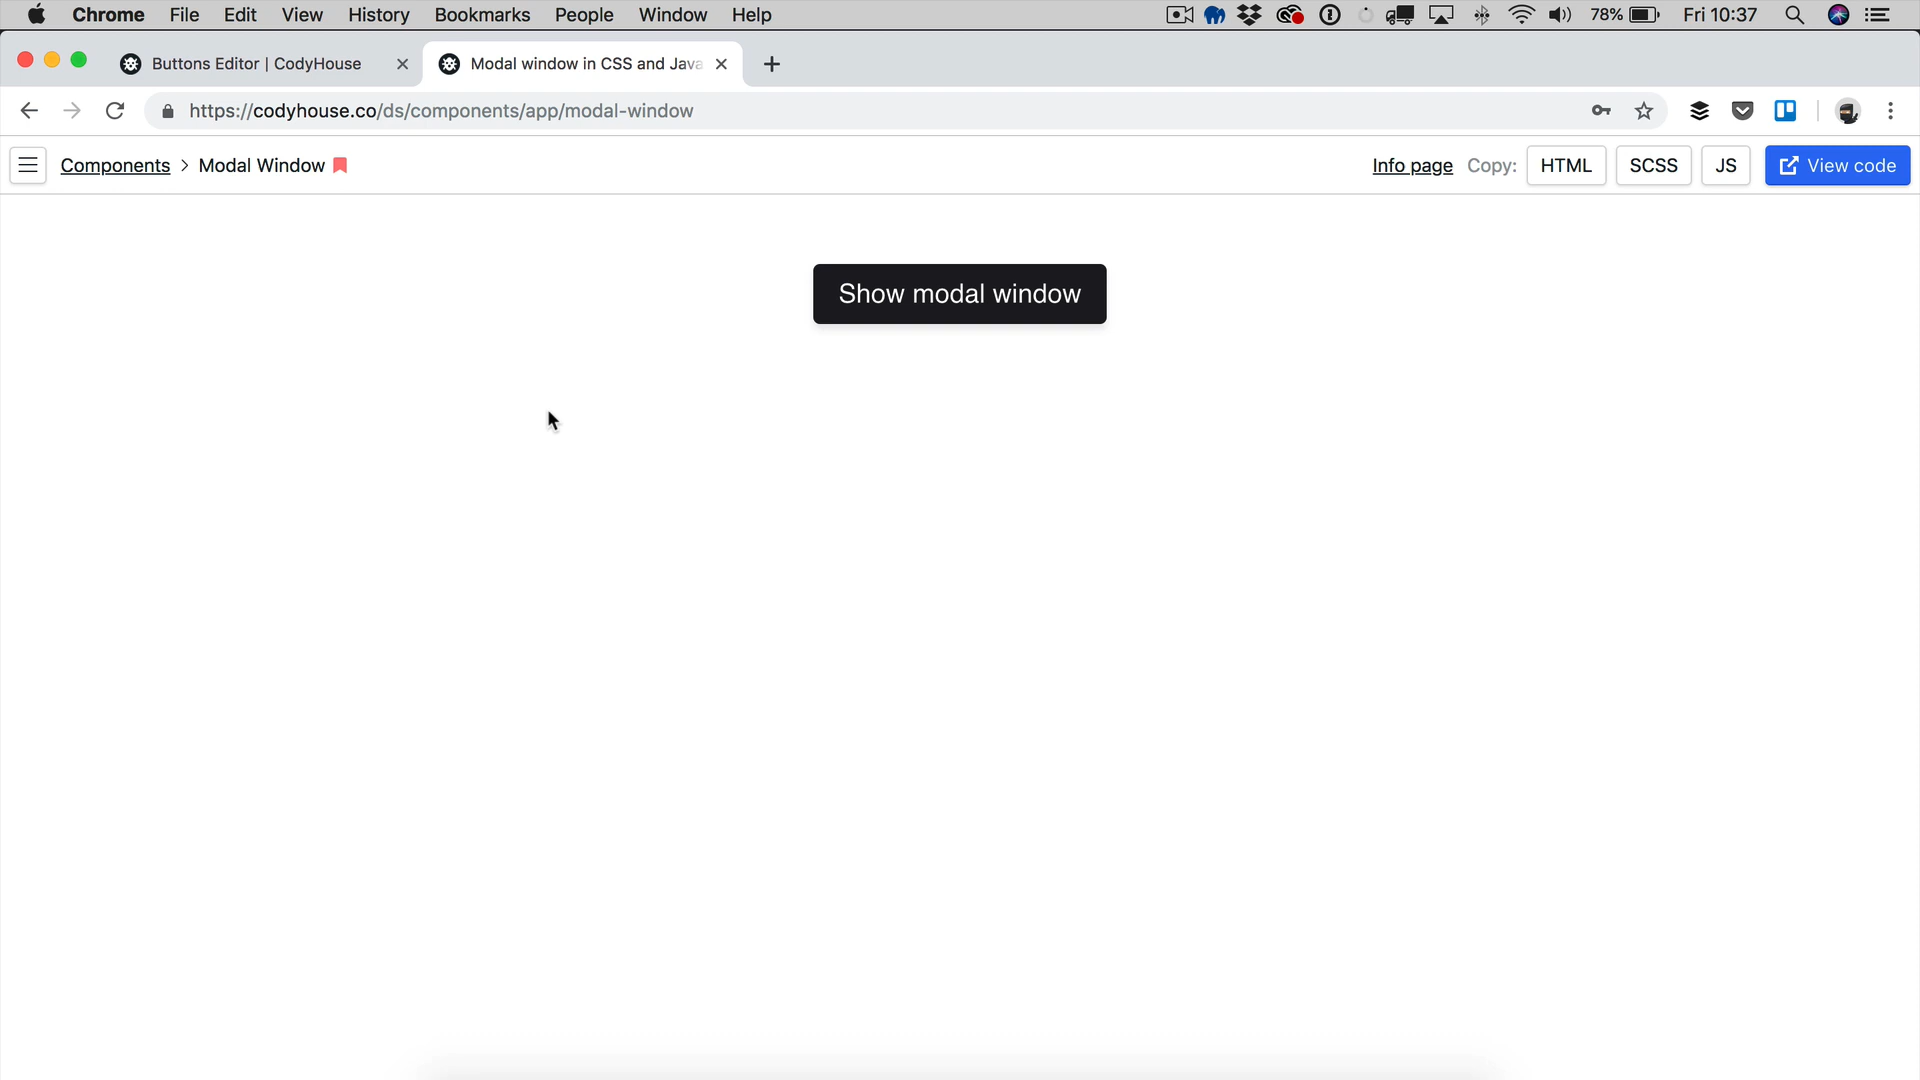 Chrome File Edit View History Bookmarks People Window Help 78% Fri 10:37
Buttons Editor | CodyHouse Modal window in CSS and Java
https://codyhouse.co/ds/components/app/modal-window
Components > Modal Window Info page Copy: HTML SCSS JS View code
Show modal window